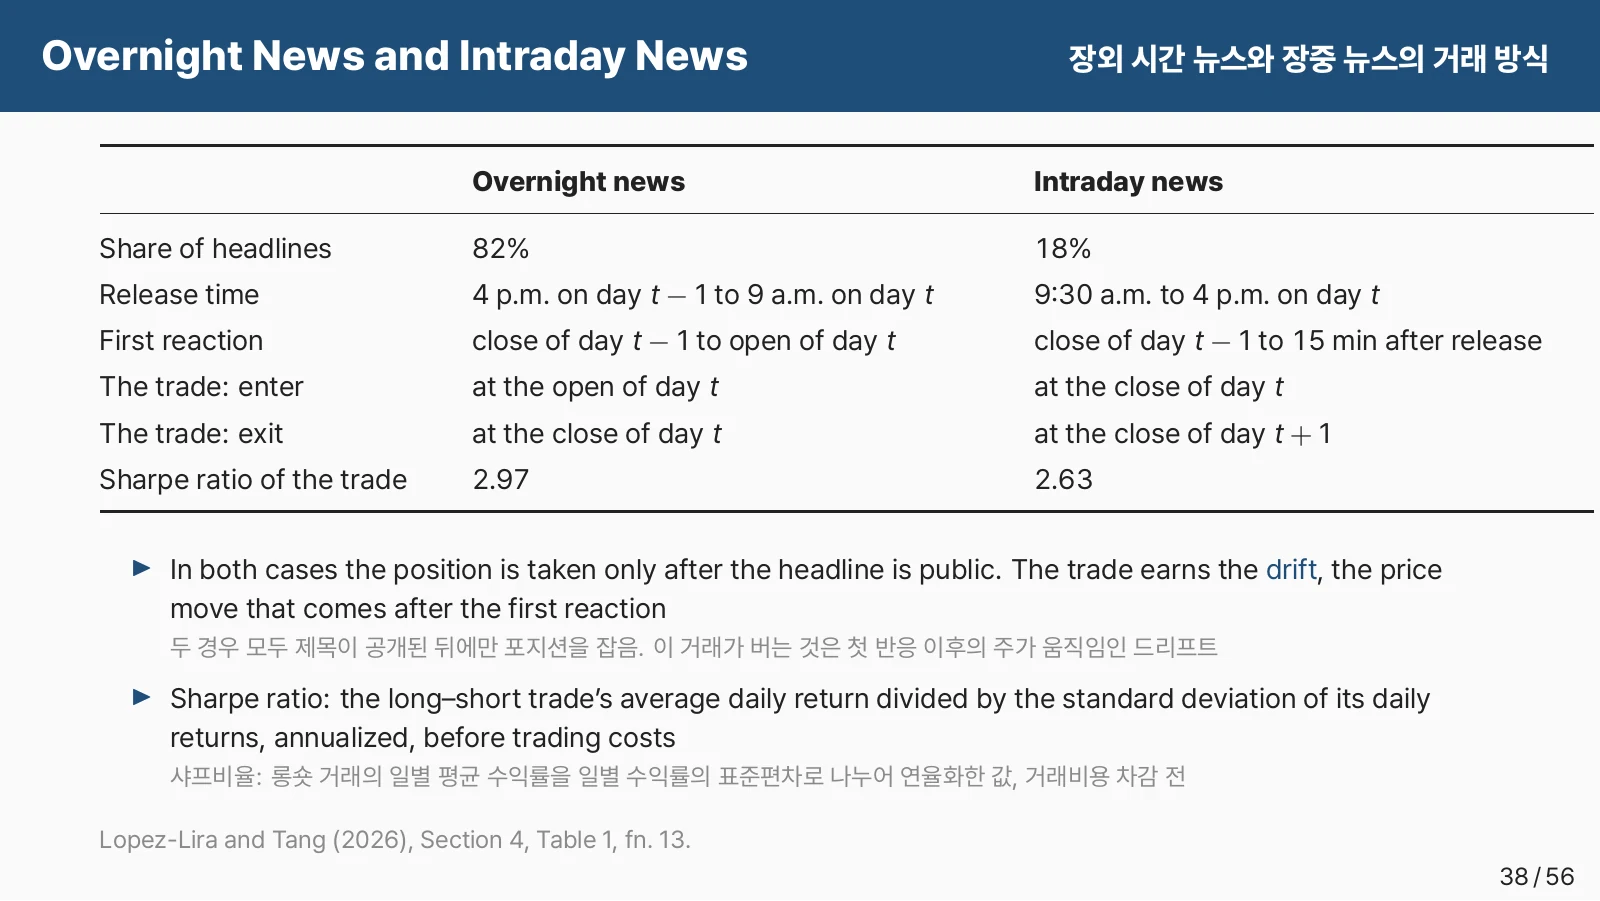 Overnight News and Intraday News
장외 시간 뉴스와 장중 뉴스의 거래 방식
Overnight news Intraday news
Share of headlines 82% 18%
Release time 4 p.m. on day t − 1 to 9 a.m. on day t 9:30 a.m. to 4 p.m. on day t
First reaction close of day t − 1 to open of day t close of day t − 1 to 15 min after release
The trade: enter at the open of day t at the close of day t
The trade: exit at the close of day t at the close of day t + 1
Sharpe ratio of the trade 2.97 2.63
▶ In both cases the position is taken only after the headline is public. The trade earns the drift, the price
move that comes after the first reaction
두 경우 모두 제목이 공개된 뒤에만 포지션을 잡음. 이 거래가 버는 것은 첫 반응 이후의 주가 움직임인 드리프트
▶ Sharpe ratio: the long–short trade’s average daily return divided by the standard deviation of its daily
returns, annualized, before trading costs
샤프비율: 롱숏 거래의 일별 평균 수익률을 일별 수익률의 표준편차로 나누어 연율화한 값, 거래비용 차감 전
Lopez-Lira and Tang (2026), Section 4, Table 1, fn. 13.
38 / 56